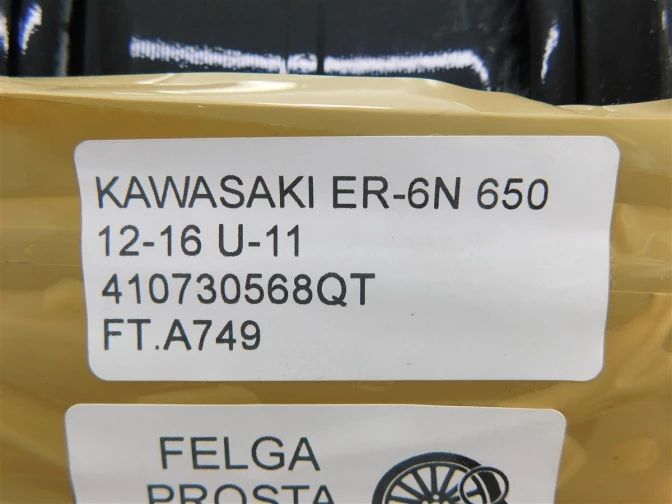 KAWASAKI ER-6N 650
12-16 U-11
410730568QT
FT.A749
FELGA
PROSTA